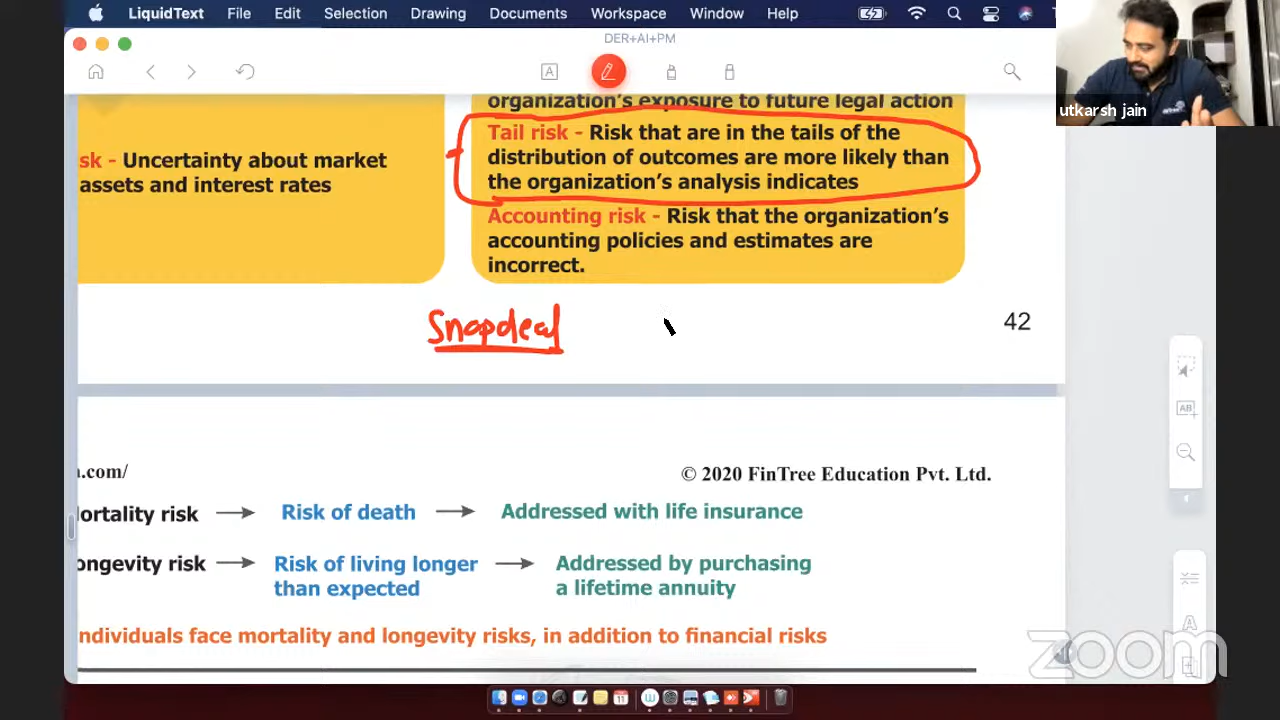 LiquidText File Edit Selection Drawing Documents Workspace Window Help
DER+AI+PM
utkarsh jain
organization's exposure to future legal action
Tail risk - Risk that are in the tails of the
distribution of outcomes are more likely than
the organization's analysis indicates
sk - Uncertainty about market
assets and interest rates
Accounting risk - Risk that the organization's
accounting policies and estimates are
incorrect.
Snapdeal
42
.com/
© 2020 FinTree Education Pvt. Ltd.
ortality risk → Risk of death → Addressed with life insurance
ongevity risk → Risk of living longer
than expected → Addressed by purchasing
a lifetime annuity
ndividuals face mortality and longevity risks, in addition to financial risks
zoom